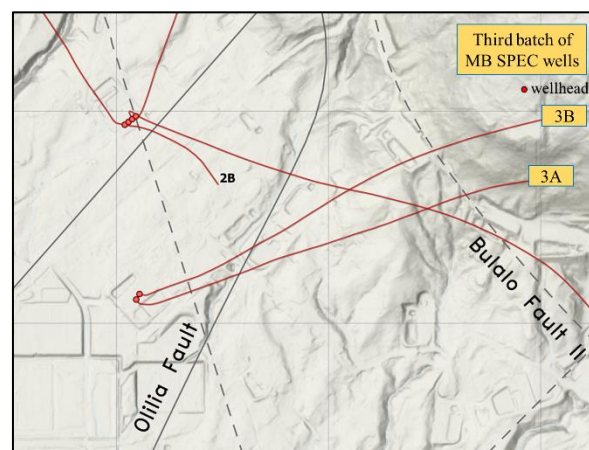 Third batch of
MB SPEC wells
wellhead
3B
3A
2B
Bulalo Fault II
Olilia Fault